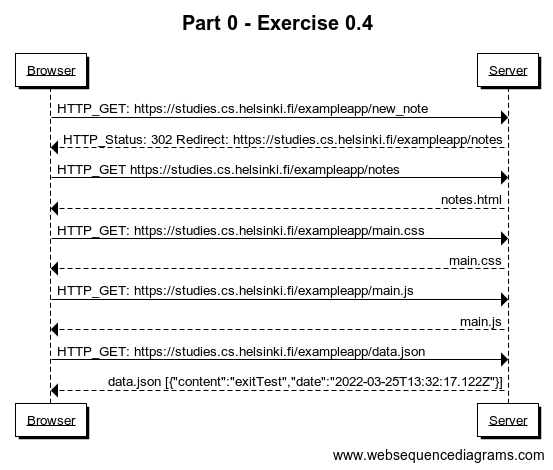 Part 0 - Exercise 0.4
Browser
Server
HTTP_GET: https://studies.cs.helsinki.fi/exampleapp/new_note
HTTP_Status: 302 Redirect: https://studies.cs.helsinki.fi/exampleapp/notes
HTTP_GET https://studies.cs.helsinki.fi/exampleapp/notes
notes.html
HTTP_GET: https://studies.cs.helsinki.fi/exampleapp/main.css
main.css
HTTP_GET: https://studies.cs.helsinki.fi/exampleapp/main.js
main.js
HTTP_GET: https://studies.cs.helsinki.fi/exampleapp/data.json
data.json [{"content":"exitTest","date":"2022-03-25T13:32:17.122Z"}]
Browser
Server
www.websequencediagrams.com